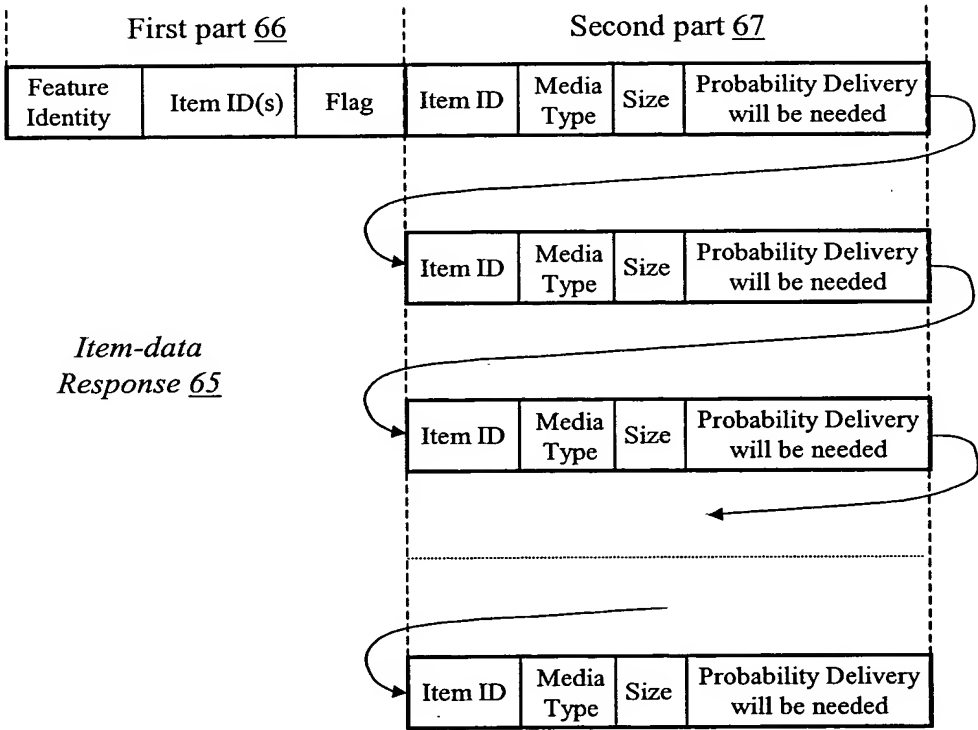 First part 66
Second part 67
Feature Identity
Item ID(s)
Flag
Item ID
Media Type
Size
Probability Delivery will be needed
Item ID
Media Type
Size
Probability Delivery will be needed
Item-data
Response 65
Item ID
Media Type
Size
Probability Delivery will be needed
Item ID
Media Type
Size
Probability Delivery will be needed